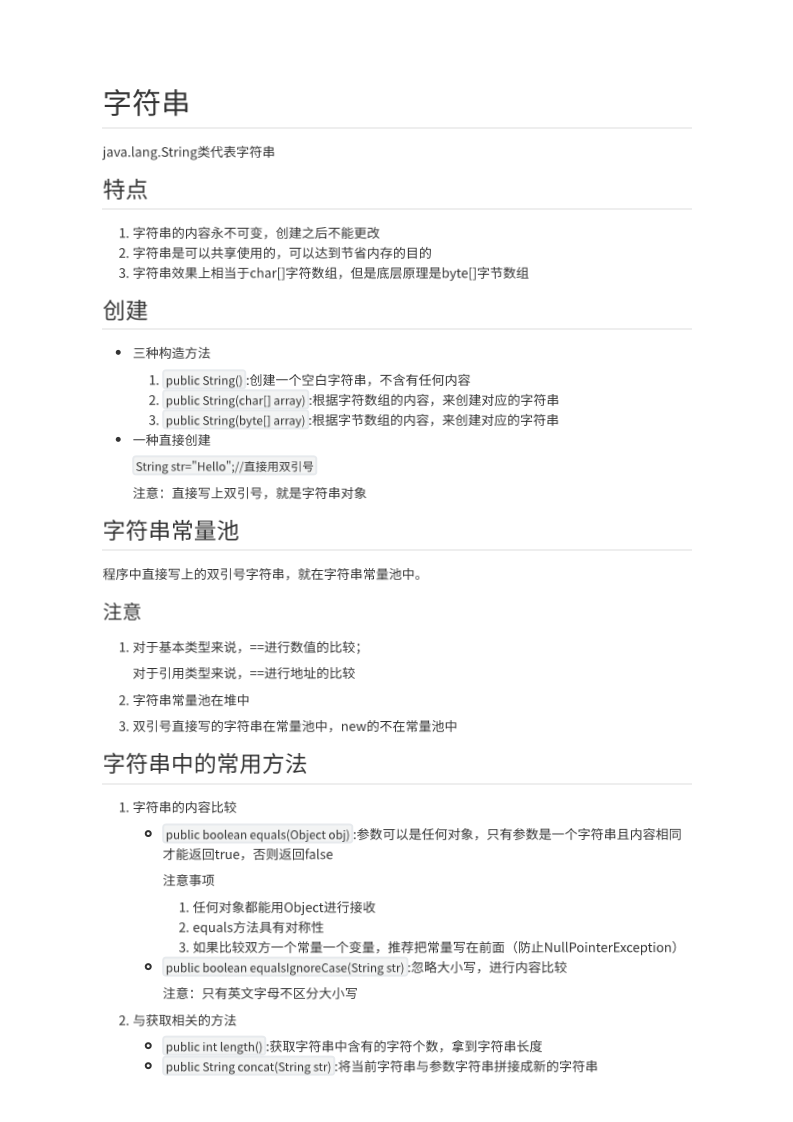 字符串
java.lang.String类代表字符串
特点
1. 字符串的内容永不可变，创建之后不能更改
2. 字符串是可以共享使用的，可以达到节省内存的目的
3. 字符串效果上相当于char[]字符数组，但是底层原理是byte[]字节数组
创建
• 三种构造方法
1. public String() :创建一个空白字符串，不含有任何内容
2. public String(char[] array) :根据字符数组的内容，来创建对应的字符串
3. public String(byte[] array) :根据字节数组的内容，来创建对应的字符串
• 一种直接创建
String str="Hello";//直接用双引号
注意：直接写上双引号，就是字符串对象
字符串常量池
程序中直接写上的双引号字符串，就在字符串常量池中。
注意
1. 对于基本类型来说，==进行数值的比较；
对于引用类型来说，==进行地址的比较
2. 字符串常量池在堆中
3. 双引号直接写的字符串在常量池中，new的不在常量池中
字符串中的常用方法
1. 字符串的内容比较
public boolean equals(Object obj) :参数可以是任何对象，只有参数是一个字符串且内容相同
才能返回true，否则返回false
注意事项
1. 任何对象都能用Object进行接收
2. equals方法具有对称性
3. 如果比较双方一个常量一个变量，推荐把常量写在前面（防止NullPointerException）
public boolean equalsIgnoreCase(String str) :忽略大小写，进行内容比较
注意：只有英文字母不区分大小写
2. 与获取相关的方法
public int length() :获取字符串中含有的字符个数，拿到字符串长度
public String concat(String str) :将当前字符串与参数字符串拼接成新的字符串